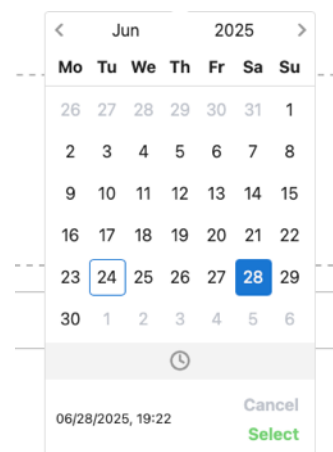 Jun 2025
Mo Tu We Th Fr Sa Su
26 27 28 29 30 31 1
2 3 4 5 6 7 8
9 10 11 12 13 14 15
16 17 18 19 20 21 22
23 24 25 26 27 28 29
30 1 2 3 4 5 6
Cancel
06/28/2025, 19:22
Select